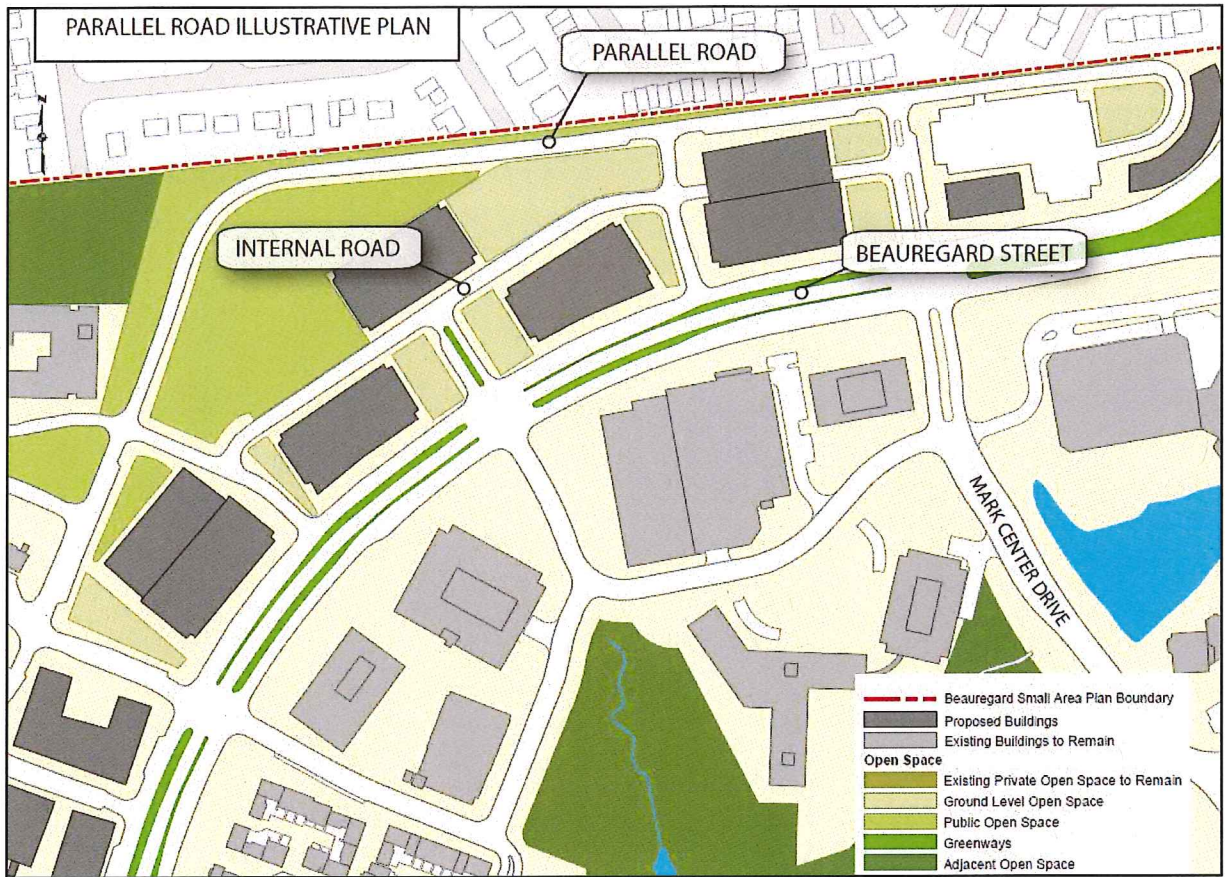 PARALLEL ROAD ILLUSTRATIVE PLAN
PARALLEL ROAD
N
INTERNAL ROAD
BEAUREGARD STREET
MARK CENTER DRIVE
Beauregard Small Area Plan Boundary
Proposed Buildings
Existing Buildings to Remain
Open Space
Existing Private Open Space to Remain
Ground Level Open Space
Public Open Space
Greenways
Adjacent Open Space